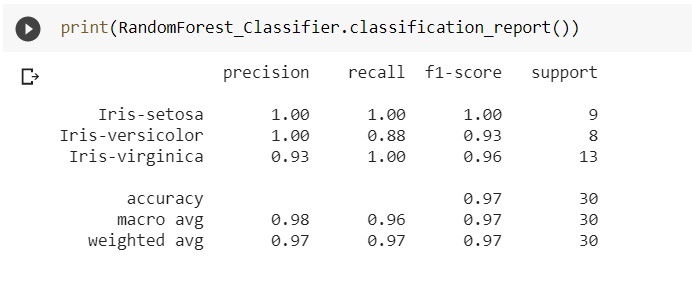 print(RandomForest_Classifier.classification_report())
precision recall f1-score support
Iris-setosa 1.00 1.00 1.00 9
Iris-versicolor 1.00 0.88 0.93 8
Iris-virginica 0.93 1.00 0.96 13
accuracy 0.97 30
macro avg 0.98 0.96 0.97 30
weighted avg 0.97 0.97 0.97 30